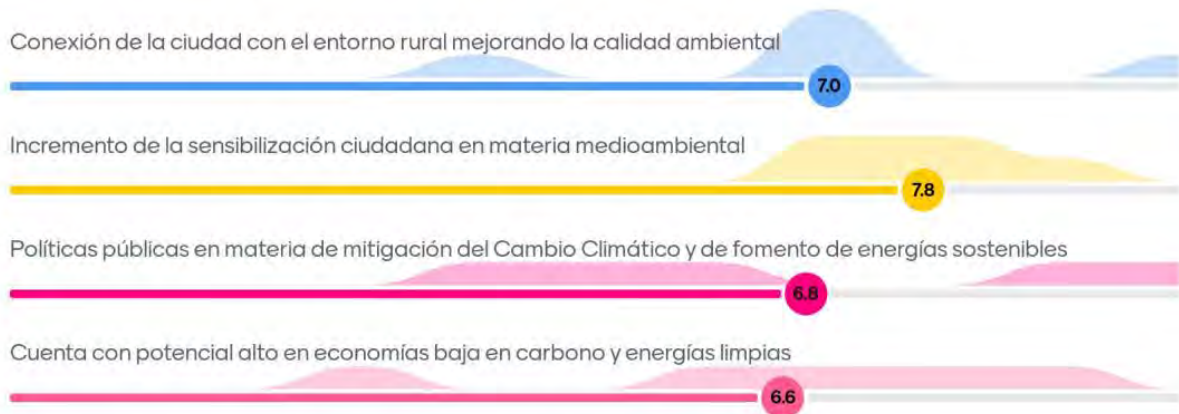 Conexión de la ciudad con el entorno rural mejorando la calidad ambiental
7.0
Incremento de la sensibilización ciudadana en materia medioambiental
7.8
Políticas públicas en materia de mitigación del Cambio Climático y de fomento de energías sostenibles
6.8
Cuenta con potencial alto en economías baja en carbono y energías limpias
6.6